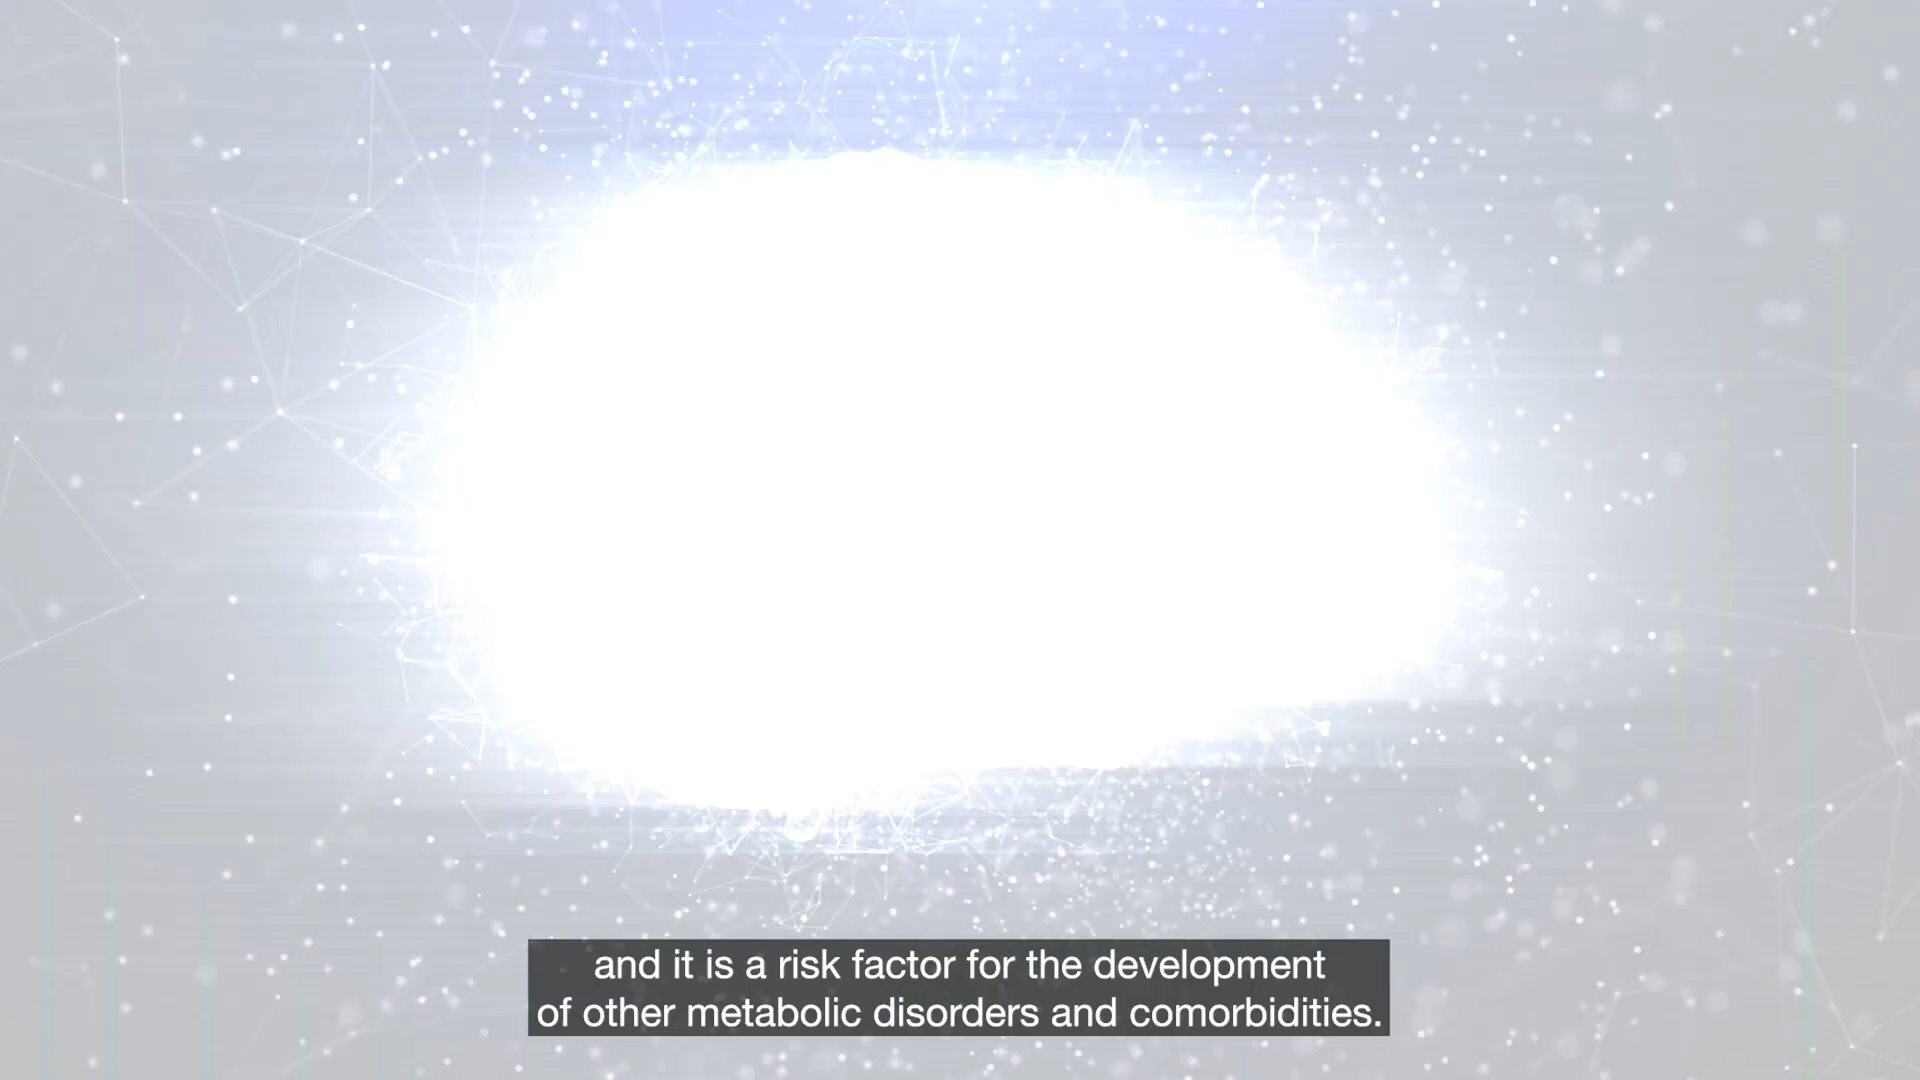 and it is a risk factor for the development
of other metabolic disorders and comorbidities.